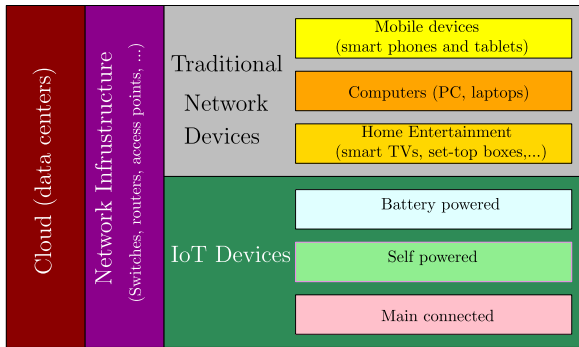 Cloud (data centers)
Network Infrustructure
(Switches, routers, access points, ...)
Traditional
Network
Devices
Mobile devices
(smart phones and tablets)
Computers (PC, laptops)
Home Entertainment
(smart TVs, set-top boxes,...)
IoT Devices
Battery powered
Self powered
Main connected